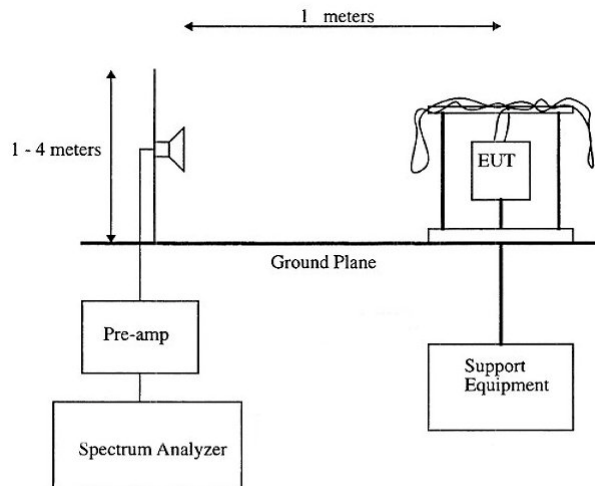 1 meters
1 - 4 meters
EUT
Ground Plane
Pre-amp
Support
Equipment
Spectrum Analyzer